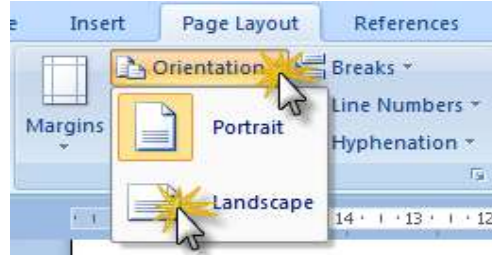 Insert Page Layout References
Orientation Breaks
Margins Portrait Line Numbers
Hyphenation
Landscape
14 13 12